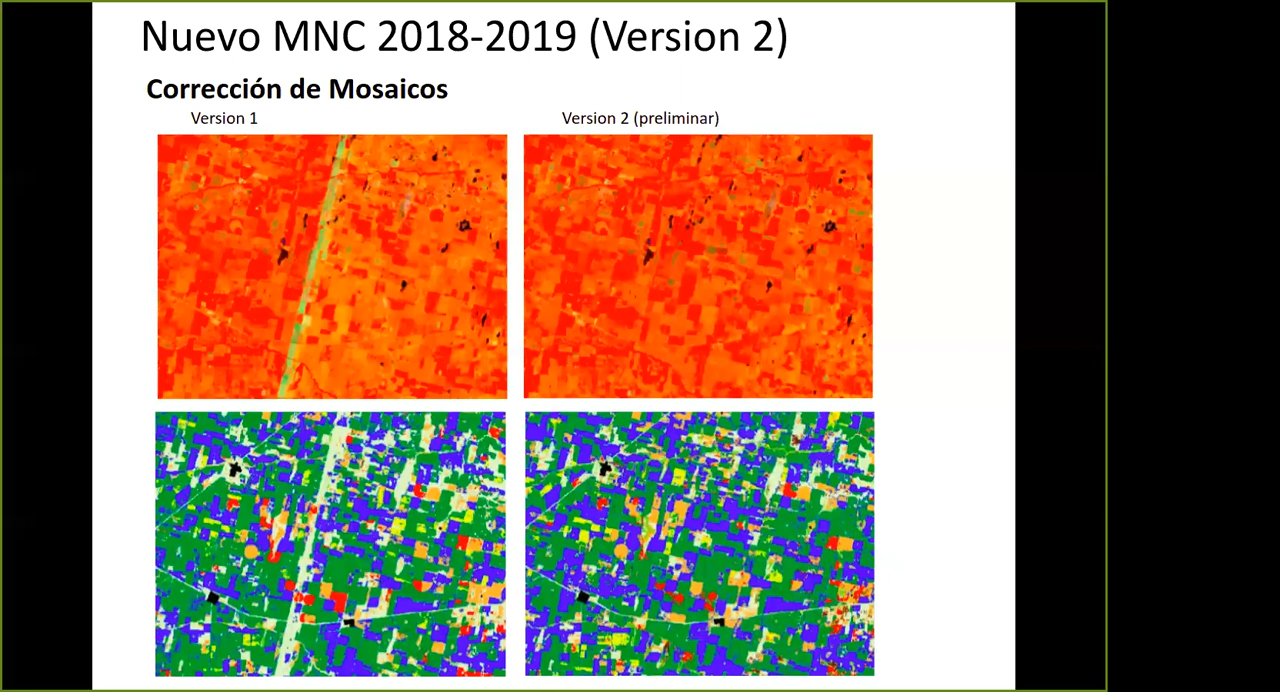 Nuevo MNC 2018-2019 (Version 2)
Corrección de Mosaicos
Version 1
Version 2 (preliminar)